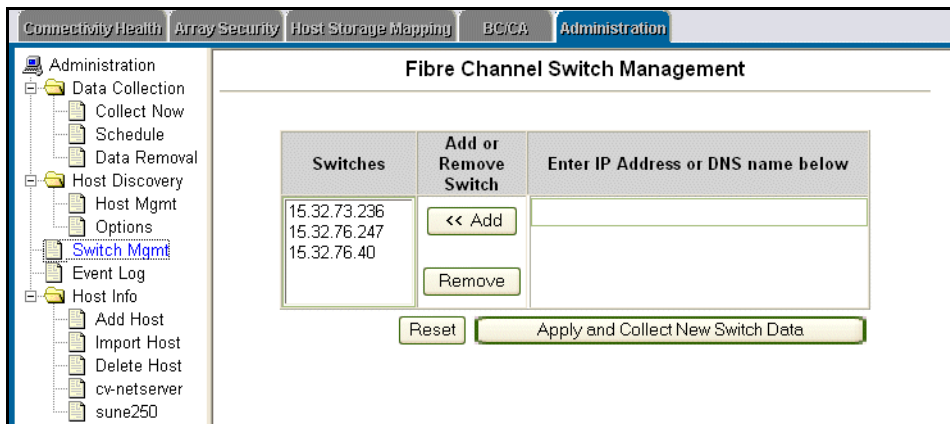 Connectivity Health Array Security Host Storage Mapping BC/CA Administration
Administration
Data Collection
Collect Now
Schedule
Data Removal
Host Discovery
Host Mgmt
Options
Switch Mgmt
Event Log
Host Info
Add Host
Import Host
Delete Host
cv-netserver
sune250
Fibre Channel Switch Management
Switches
Add or
Remove
Switch
Enter IP Address or DNS name below
15.32.73.236
15.32.76.247
15.32.76.40
<< Add
Remove
Reset
Apply and Collect New Switch Data